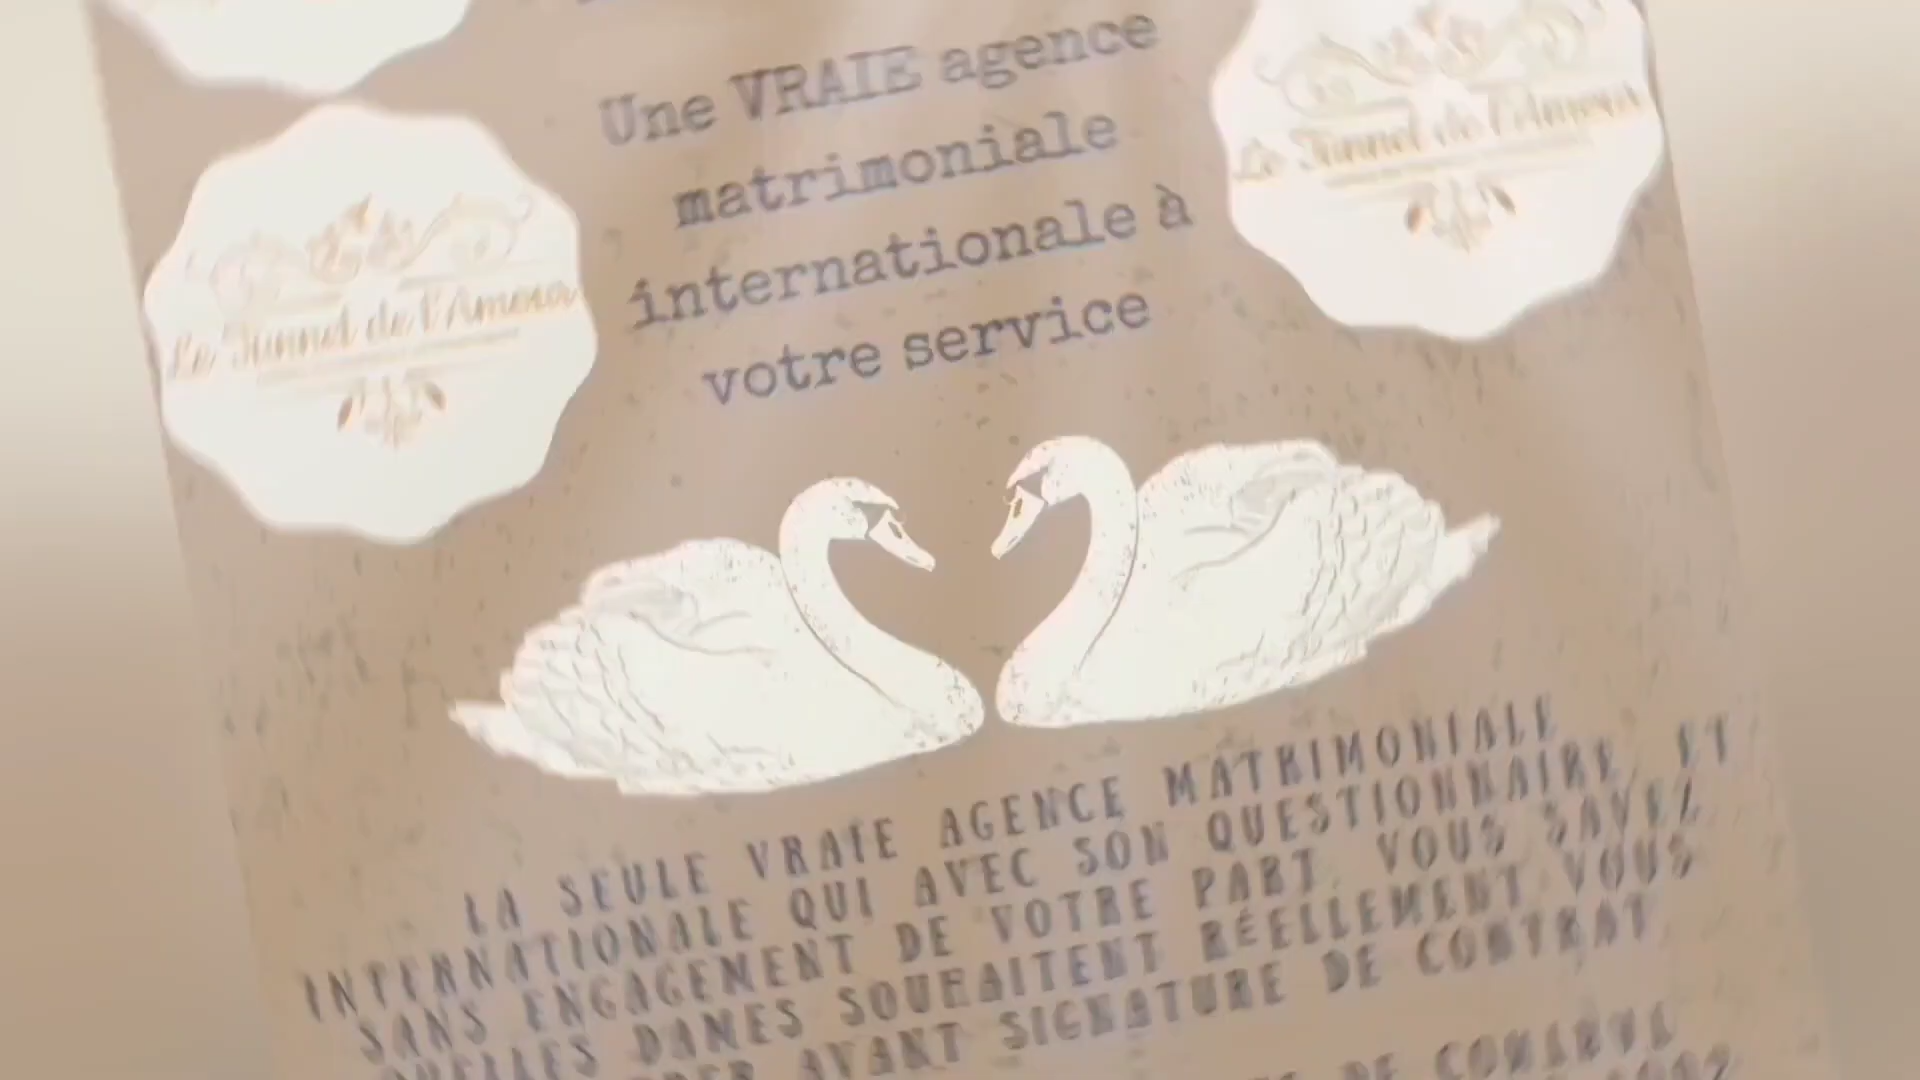 Une VRAIE agence
matrimoniale
internationale à
votre service
Le Tunnel de l'Amour
Le Tunnel de l'Amour
LA SEULE VRAIE AGENCE MATRIMONIALE
INTERNATIONALE QUI AVEC SON QUESTIONNAIRE, ET
SANS ENGAGEMENT DE VOTRE PART, VOUS SAVEZ
QUELLES DAMES SOUHAITENT RÉELLEMENT VOUS
AVANT SIGNATURE DE CONTRAT
DE